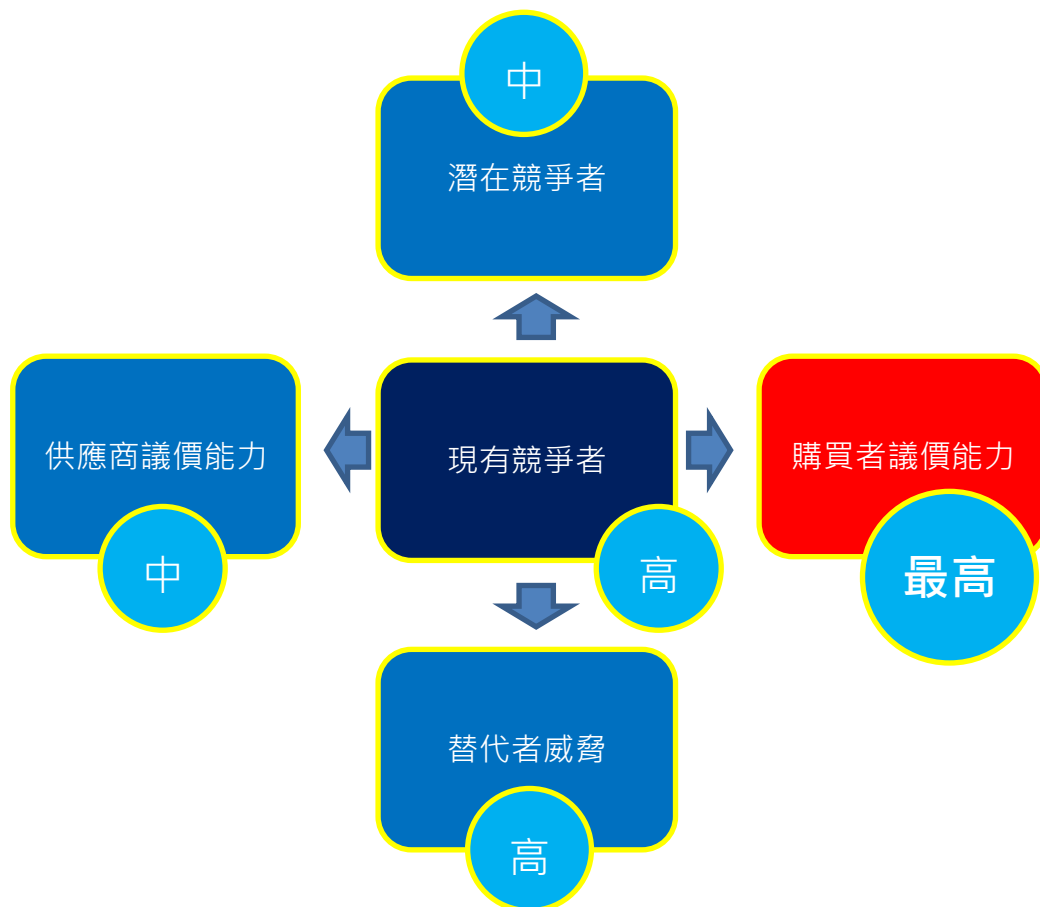 中
潛在競爭者
供應商議價能力
中
現有競爭者
高
購買者議價能力
最高
替代者威脅
高